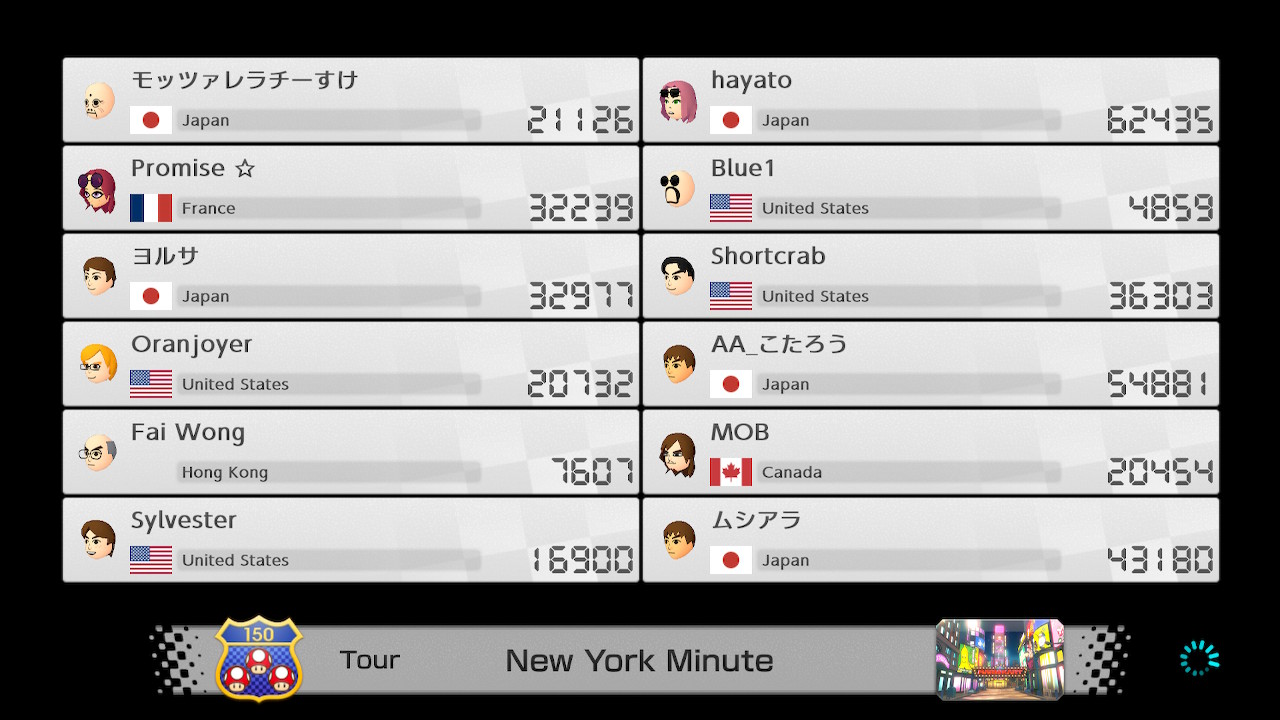 モッツァレラチーすけ
Japan 21126
hayato
Japan 62435
Promise ☆
France 32239
Blue1
United States 4859
ヨルサ
Japan 32977
Shortcrab
United States 36303
Oranjoyer
United States 20732
AA_こたろう
Japan 54881
Fai Wong
Hong Kong 7607
MOB
Canada 20454
Sylvester
United States 16900
ムシアラ
Japan 43180
150
Tour New York Minute